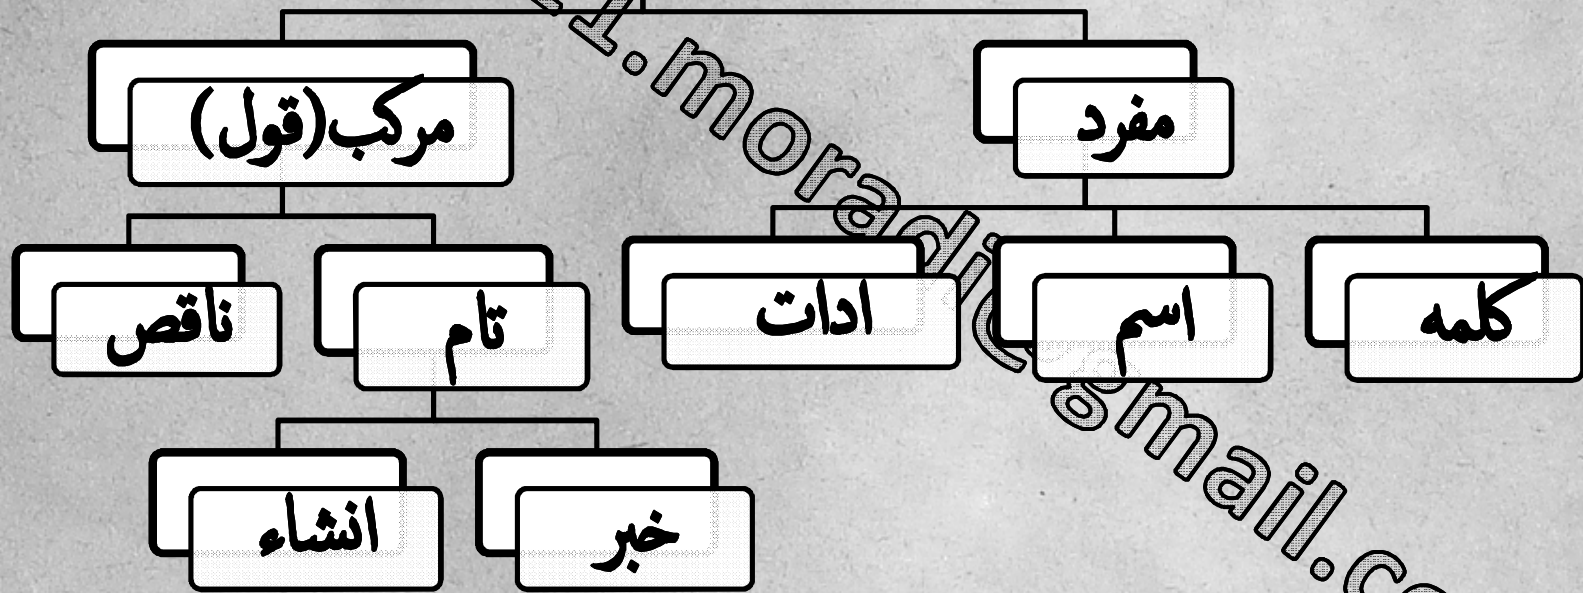 مفرد
مرکب(قول)
کلمه
اسم
ادات
تام
ناقص
خبر
انشاء
1.moradi@gmail.co